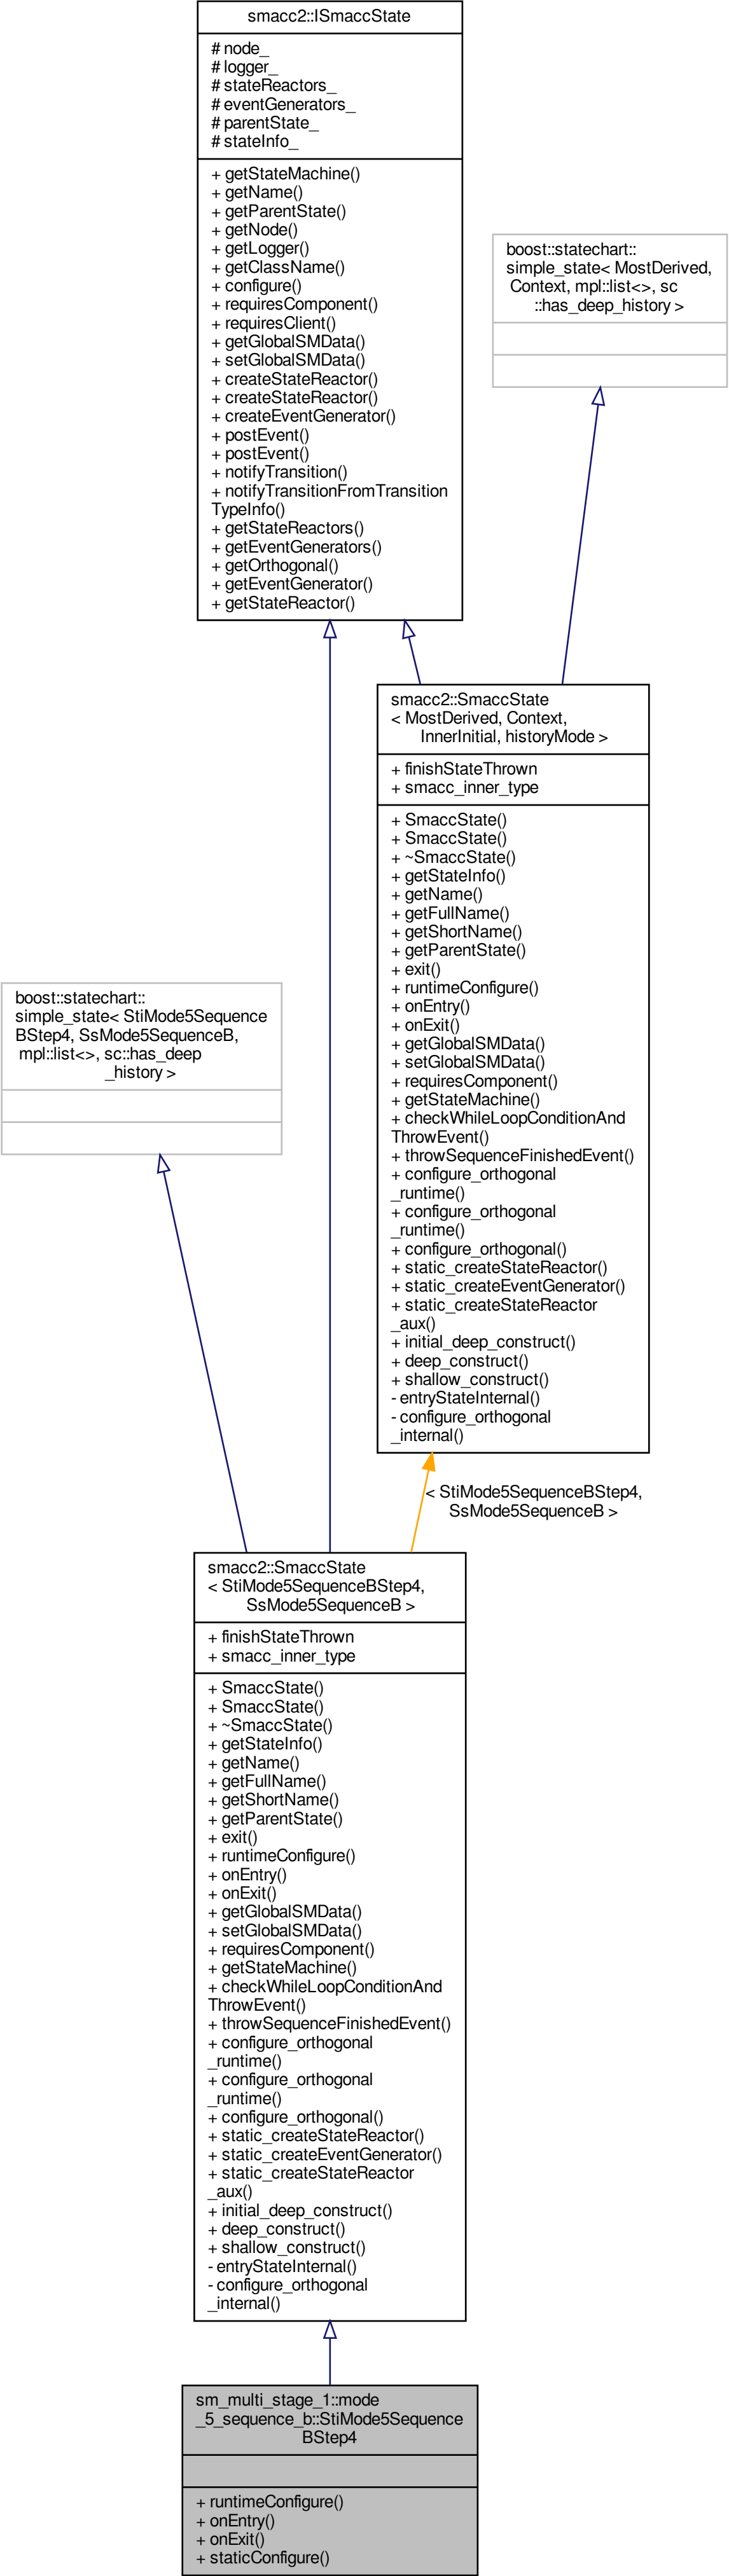 smacc2::ISmaccState
# node_
# logger_
# stateReactors_
# eventGenerators_
# parentState_
# stateInfo_
+ getStateMachine()
+ getName()
+ getParentState()
+ getNode()
+ getLogger()
+ getClassName()
+ configure()
+ requiresComponent()
+ requiresClient()
+ getGlobalSMData()
+ setGlobalSMData()
+ createStateReactor()
+ createStateReactor()
+ createEventGenerator()
+ postEvent()
+ postEvent()
+ notifyTransition()
+ notifyTransitionFromTransition
TypeInfo()
+ getStateReactors()
+ getEventGenerators()
+ getOrthogonal()
+ getEventGenerator()
+ getStateReactor()
boost::statechart::
simple_state< MostDerived,
Context, mpl::list<>, sc
::has_deep_history >
smacc2::SmaccState
< MostDerived, Context,
InnerInitial, historyMode >
+ finishStateThrown
+ smacc_inner_type
+ SmaccState()
+ SmaccState()
+ ~SmaccState()
+ getStateInfo()
+ getName()
+ getFullName()
+ getShortName()
+ getParentState()
+ exit()
+ runtimeConfigure()
+ onEntry()
+ onExit()
+ getGlobalSMData()
+ setGlobalSMData()
+ requiresComponent()
+ getStateMachine()
+ checkWhileLoopConditionAnd
ThrowEvent()
+ throwSequenceFinishedEvent()
+ configure_orthogonal
_runtime()
+ configure_orthogonal
_runtime()
+ configure_orthogonal()
+ static_createStateReactor()
+ static_createEventGenerator()
+ static_createStateReactor
_aux()
+ initial_deep_construct()
+ deep_construct()
+ shallow_construct()
- entryStateInternal()
- configure_orthogonal
_internal()
boost::statechart::
simple_state< StiMode5Sequence
BStep4, SsMode5SequenceB,
mpl::list<>, sc::has_deep
_history >
< StiMode5SequenceBStep4,
SsMode5SequenceB >
smacc2::SmaccState
< StiMode5SequenceBStep4,
SsMode5SequenceB >
+ finishStateThrown
+ smacc_inner_type
+ SmaccState()
+ SmaccState()
+ ~SmaccState()
+ getStateInfo()
+ getName()
+ getFullName()
+ getShortName()
+ getParentState()
+ exit()
+ runtimeConfigure()
+ onEntry()
+ onExit()
+ getGlobalSMData()
+ setGlobalSMData()
+ requiresComponent()
+ getStateMachine()
+ checkWhileLoopConditionAnd
ThrowEvent()
+ throwSequenceFinishedEvent()
+ configure_orthogonal
_runtime()
+ configure_orthogonal
_runtime()
+ configure_orthogonal()
+ static_createStateReactor()
+ static_createEventGenerator()
+ static_createStateReactor
_aux()
+ initial_deep_construct()
+ deep_construct()
+ shallow_construct()
- entryStateInternal()
- configure_orthogonal
_internal()
sm_multi_stage_1::mode
_5_sequence_b::StiMode5Sequence
BStep4
+ runtimeConfigure()
+ onEntry()
+ onExit()
+ staticConfigure()